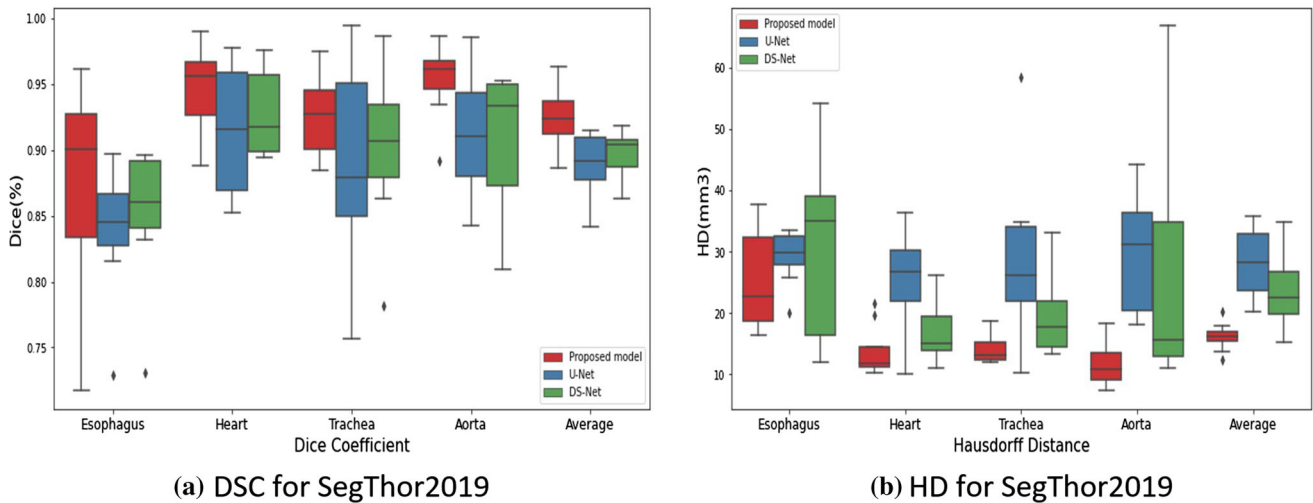 1.00
0.95
0.90
0.85
0.80
0.75
Dice(%)
Proposed model
U-Net
DS-Net
Esophagus Heart Trachea Aorta Average
Dice Coefficient
(a) DSC for SegThor2019
60
50
40
30
20
10
HD(mm3)
Proposed model
U-Net
DS-Net
Esophagus Heart Trachea Aorta Average
Hausdorff Distance
(b) HD for SegThor2019